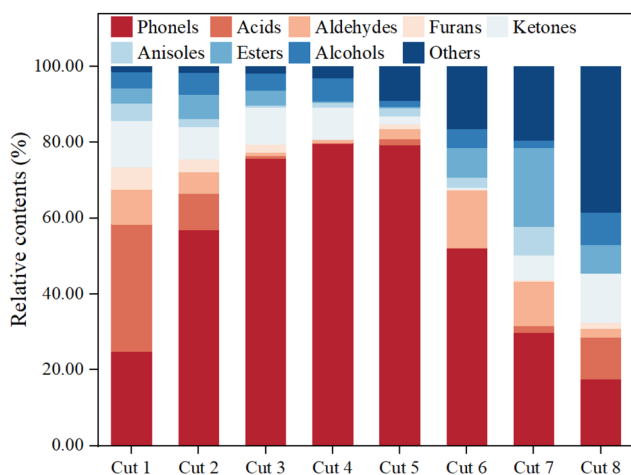 Phonels Acids Aldehydes Furans Ketones
Anisoles Esters Alcohols Others
Relative contents (%)
100.00
80.00
60.00
40.00
20.00
0.00
Cut 1 Cut 2 Cut 3 Cut 4 Cut 5 Cut 6 Cut 7 Cut 8